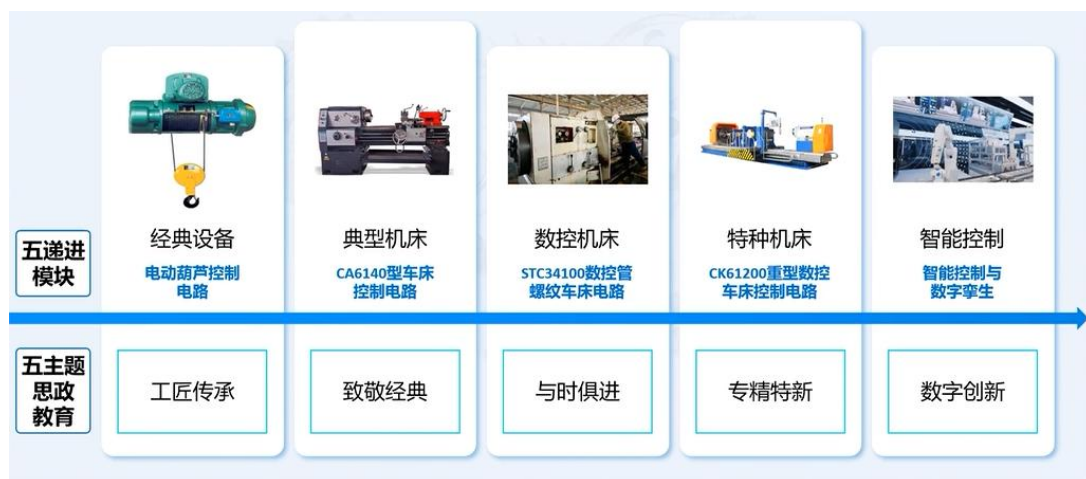 五递进
模块
经典设备
电动葫芦控制
电路
典型机床
CA6140型车床
控制电路
数控机床
STC34100数控管
螺纹车床电路
特种机床
CK61200重型数控
车床控制电路
智能控制
智能控制与
数字孪生
五主题
思政
教育
工匠传承
致敬经典
与时俱进
专精特新
数字创新